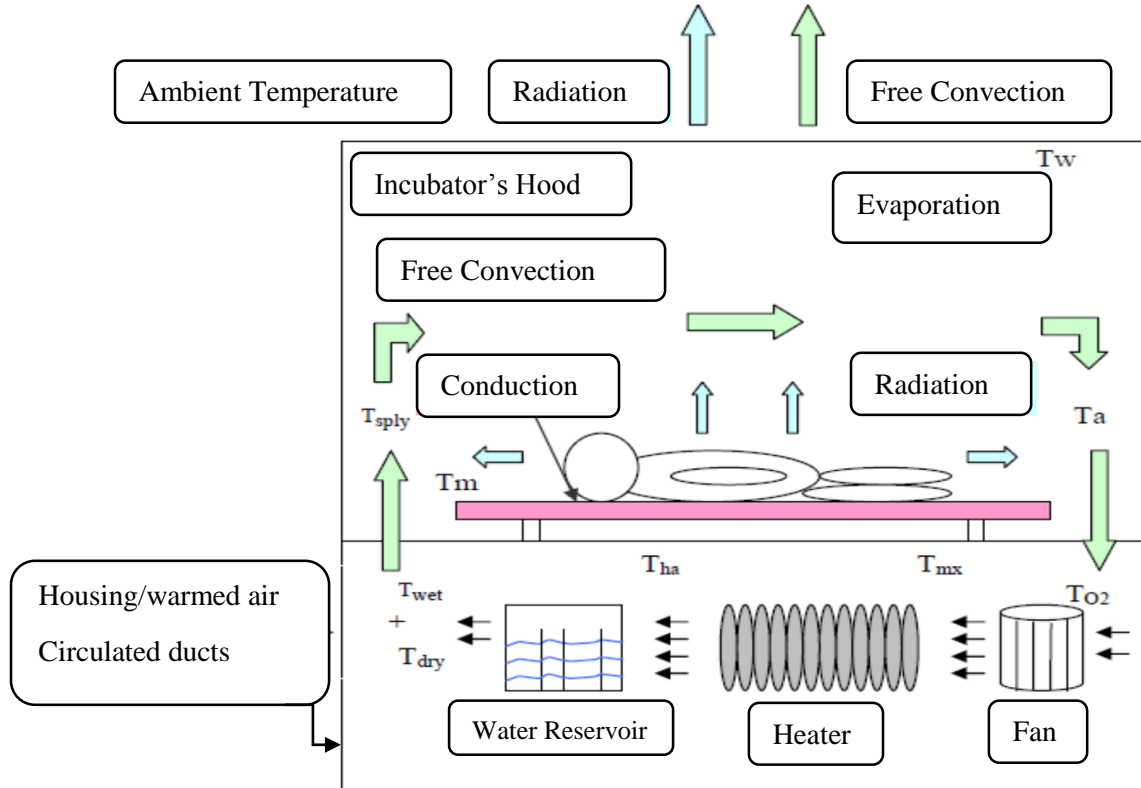 Ambient Temperature
Radiation
Free Convection
Incubator’s Hood
Tw
Evaporation
Free Convection
Conduction
Radiation
Tsply
Ta
Tm
Tha
Tmx
Housing/warmed air
Circulated ducts
Twet
+
Tdry
TO2
Water Reservoir
Heater
Fan